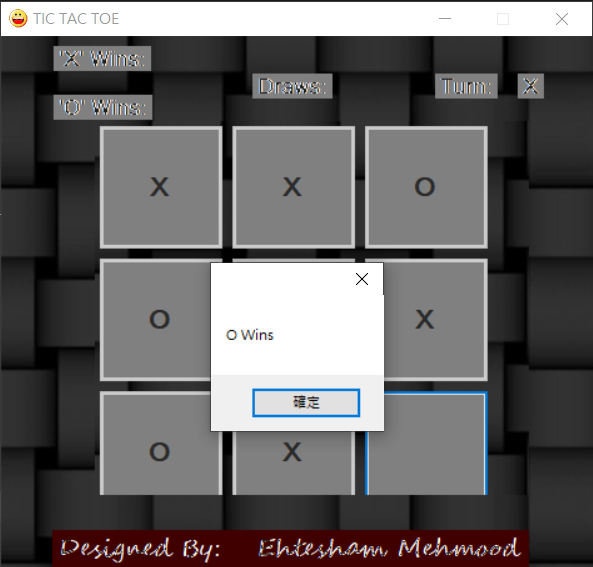 TIC TAC TOE
"X" Wins:
Draws:
Turn: X
"O" Wins:
X X O
O X
O Wins
確定
O X
Designed By: Ehtesham Mehmood